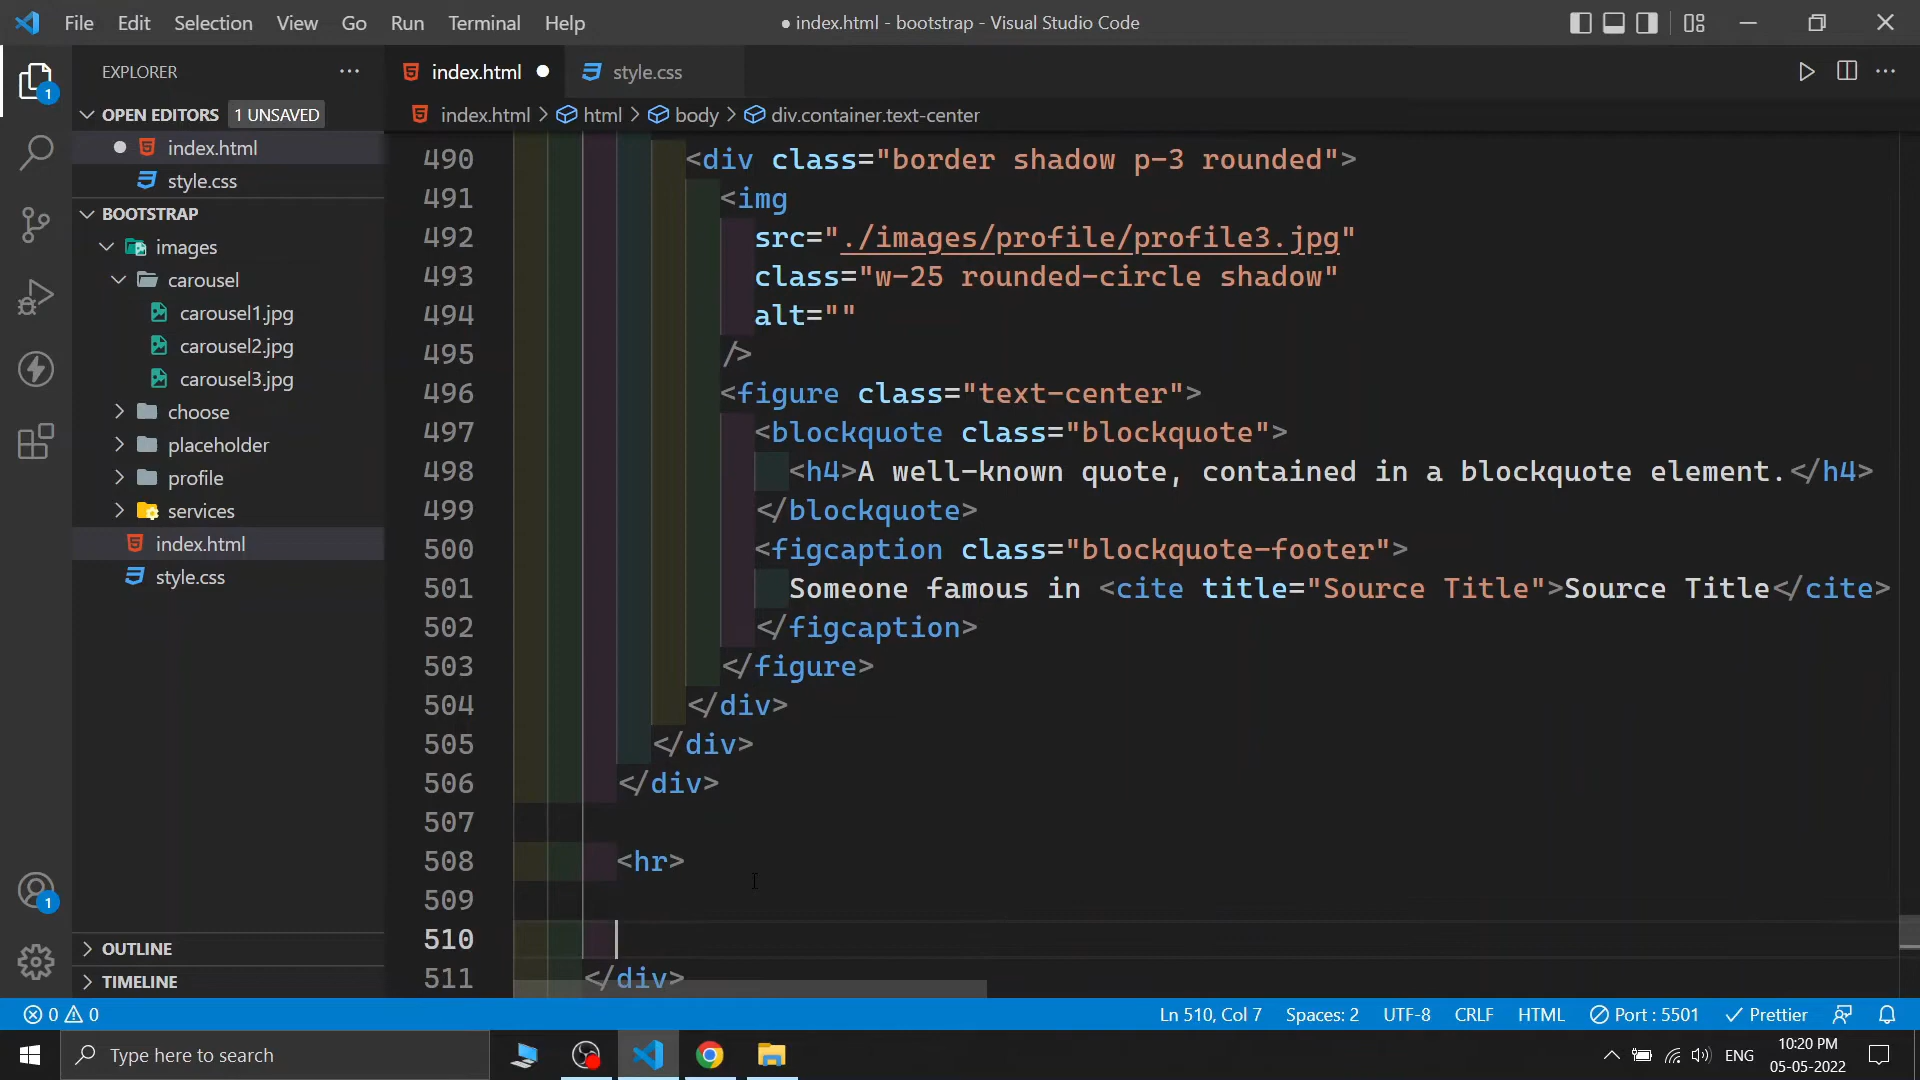 File Edit Selection View Go Run Terminal Help
● index.html - bootstrap - Visual Studio Code
EXPLORER
OPEN EDITORS 1 UNSAVED
index.html
style.css
BOOTSTRAP
images
carousel
carousel1.jpg
carousel2.jpg
carousel3.jpg
choose
placeholder
profile
services
index.html
style.css
OUTLINE
TIMELINE
1
1
index.html style.css
index.html > html > body > div.container.text-center
490 <div class="border shadow p-3 rounded">
491 <img
492 src="./images/profile/profile3.jpg"
493 class="w-25 rounded-circle shadow"
494 alt=""
495 />
496 <figure class="text-center">
497 <blockquote class="blockquote">
498 <h4>A well-known quote, contained in a blockquote element.</h4>
499 </blockquote>
500 <figcaption class="blockquote-footer">
501 Someone famous in <cite title="Source Title">Source Title</cite>
502 </figcaption>
503 </figure>
504 </div>
505 </div>
506 </div>
507
508 <hr>
509
510
511 </div>
0 0 Ln 510, Col 7 Spaces: 2 UTF-8 CRLF HTML Port : 5501 Prettier
Type here to search
ENG
10:20 PM
05-05-2022